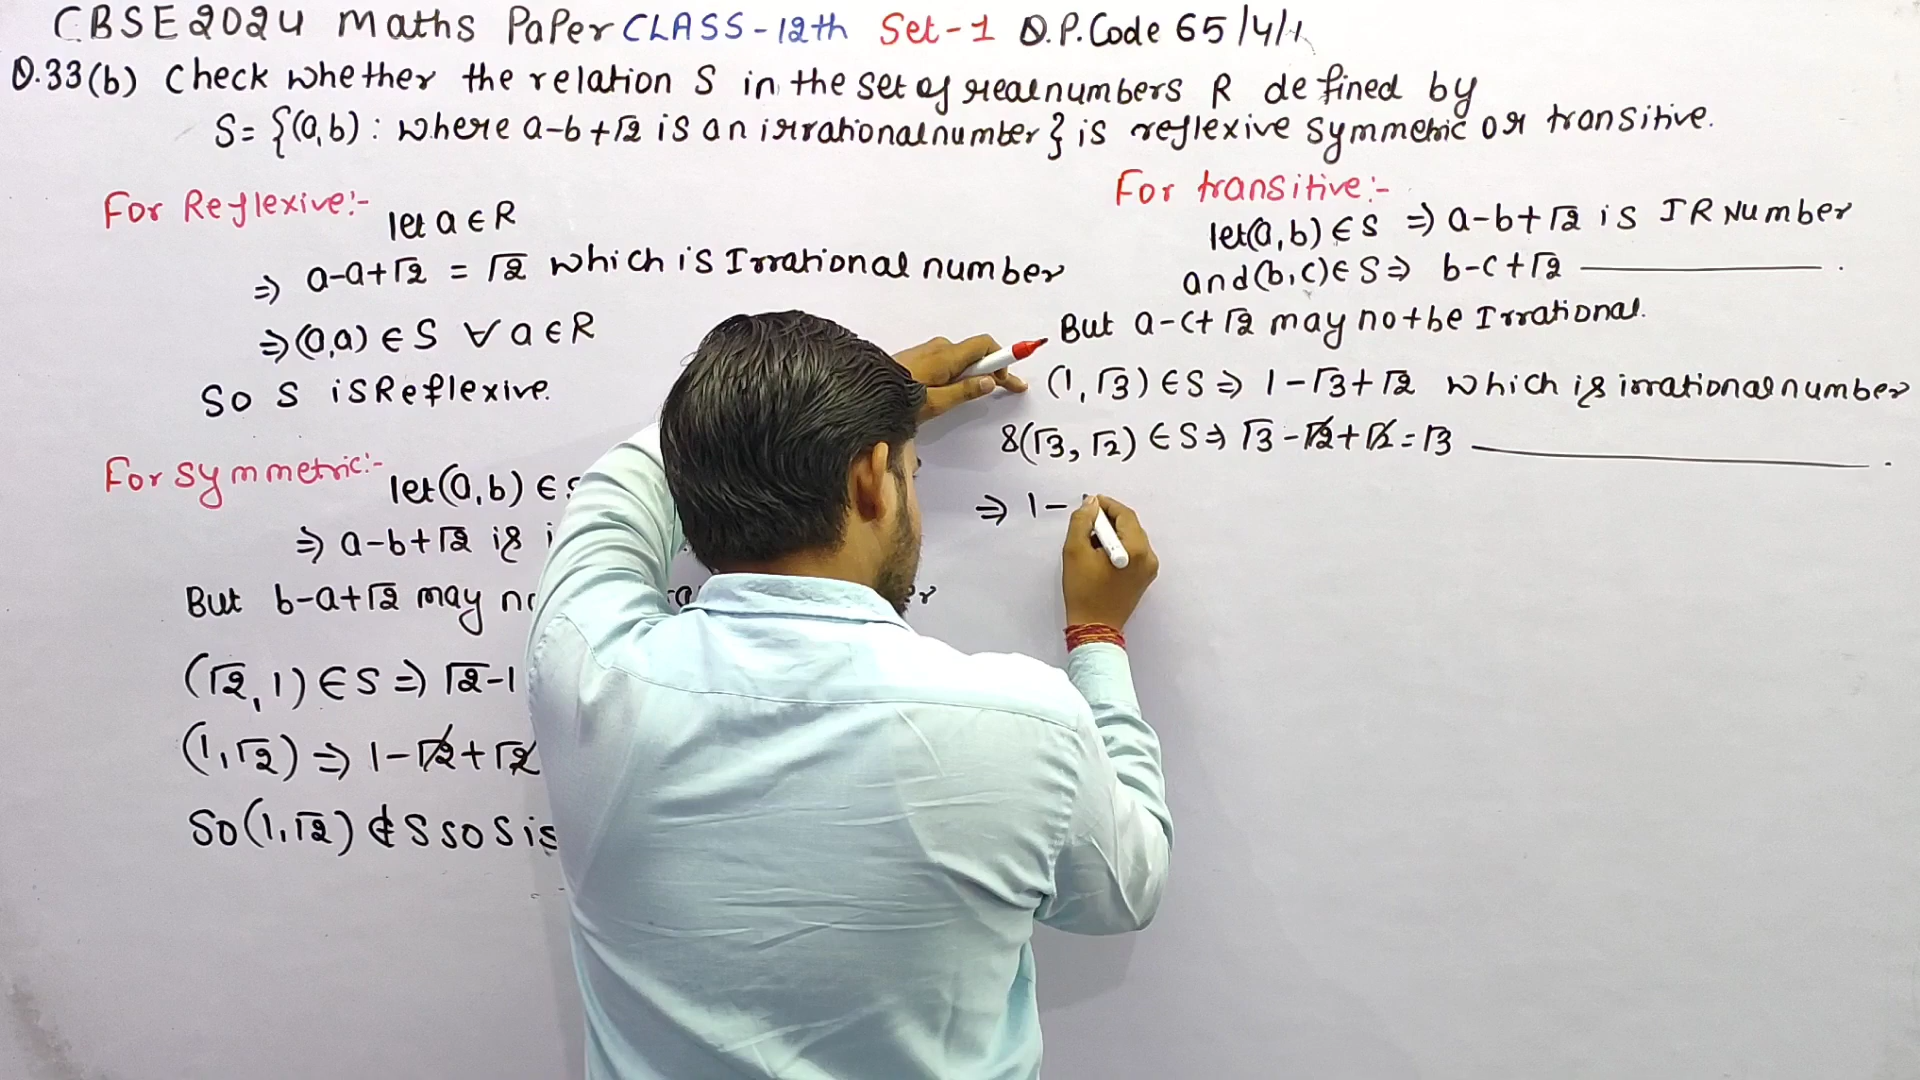 CBSE2024 Maths PaPer CLASS-12th Set-1 Q.P.Code 65/4/1
Q.33(b) Check whether the relation S in the set of real numbers R defined by
S={(a,b): where a-b+√2 is an irrational number} is reflexive symmetric or transitive.
For Reflexive:-
let a∈R
⇒ a-a+√2 = √2 which is Irrational number
⇒(a,a)∈S ∀ a∈R
So S is Reflexive.
For symmetric:-
let(a,b)∈S
⇒ a-b+√2 is
But b-a+√2 may
(√2,1)∈S⇒ √2-1
(1,√2)⇒ 1-√2+√2
So(1,√2)∉S so S is
For transitive:-
let(a,b)∈S ⇒ a-b+√2 is IR Number
and(b,c)∈S⇒ b-c+√2 ———.
But a-c+√2 may not be Irrational.
(1,√3)∈S⇒ 1-√3+√2 which is irrational number
&(√3,√2)∈S⇒ √3-√2+√2=√3 ———.
⇒ 1-